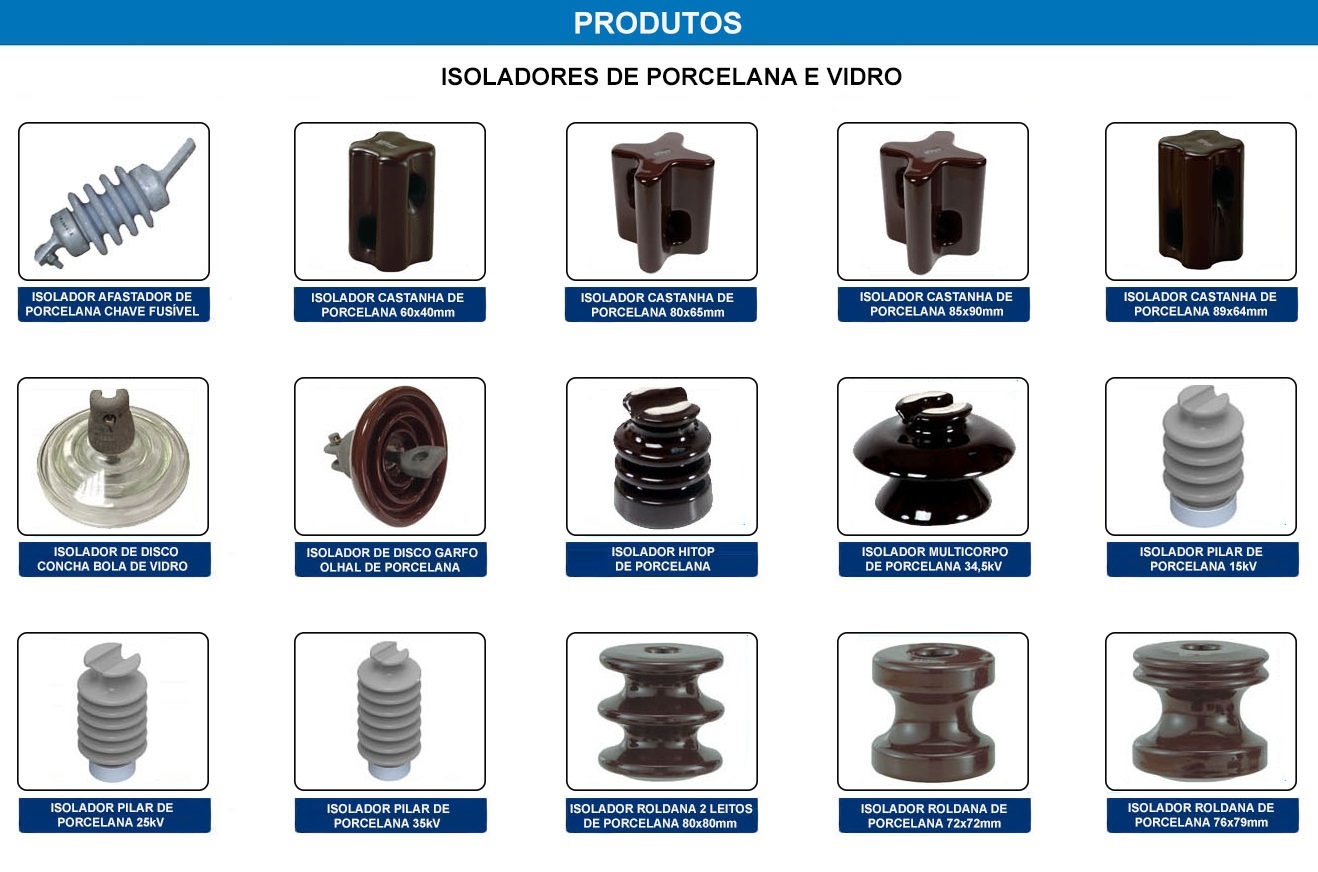 PRODUTOS
ISOLADORES DE PORCELANA E VIDRO
ISOLADOR AFASTADOR DE
PORCELANA CHAVE FUSÍVEL
ISOLADOR CASTANHA DE
PORCELANA 60x40mm
ISOLADOR CASTANHA DE
PORCELANA 80x65mm
ISOLADOR CASTANHA DE
PORCELANA 85x90mm
ISOLADOR CASTANHA DE
PORCELANA 89x64mm
ISOLADOR DE DISCO
CONCHA BOLA DE VIDRO
ISOLADOR DE DISCO GARFO
OLHAL DE PORCELANA
ISOLADOR HITOP
DE PORCELANA
ISOLADOR MULTICORPO
DE PORCELANA 34,5kV
ISOLADOR PILAR DE
PORCELANA 15kV
ISOLADOR PILAR DE
PORCELANA 25kV
ISOLADOR PILAR DE
PORCELANA 35kV
ISOLADOR ROLDANA 2 LEITOS
DE PORCELANA 80x80mm
ISOLADOR ROLDANA DE
PORCELANA 72x72mm
ISOLADOR ROLDANA DE
PORCELANA 76x79mm